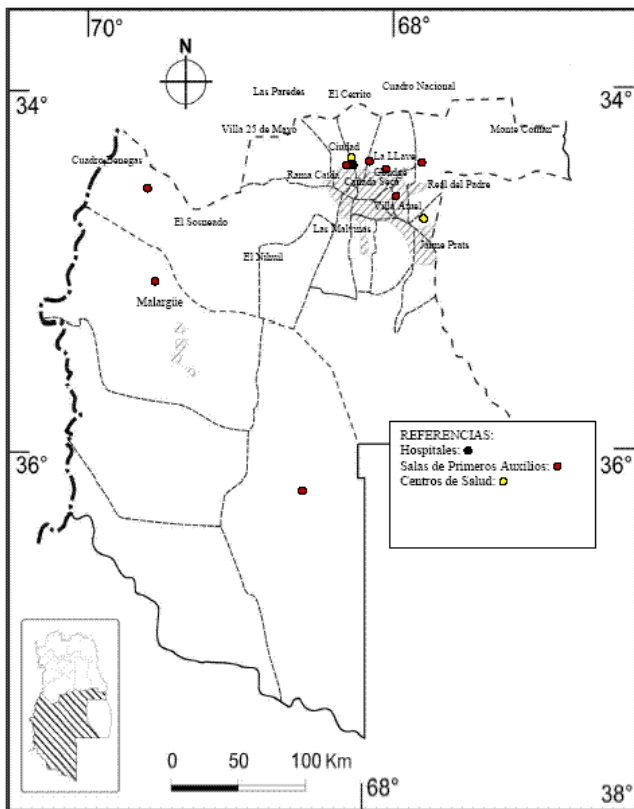 70°
68°
N
34°
34°
Las Paredes
El Cerrito
Cuadro Nacional
Villa 25 de Mayo
Monte Comán
Ciudad
Cuadro Benegas
La LLave
Rama Caída
Cañada Seca
Real del Padre
El Sosneado
Villa Atuel
Las Malvinas
El Nihuil
Jaime Prats
Malargüe
REFERENCIAS:
Hospitales:
Salas de Primeros Auxilios:
Centros de Salud:
36°
36°
0 50 100 Km
68°
38°